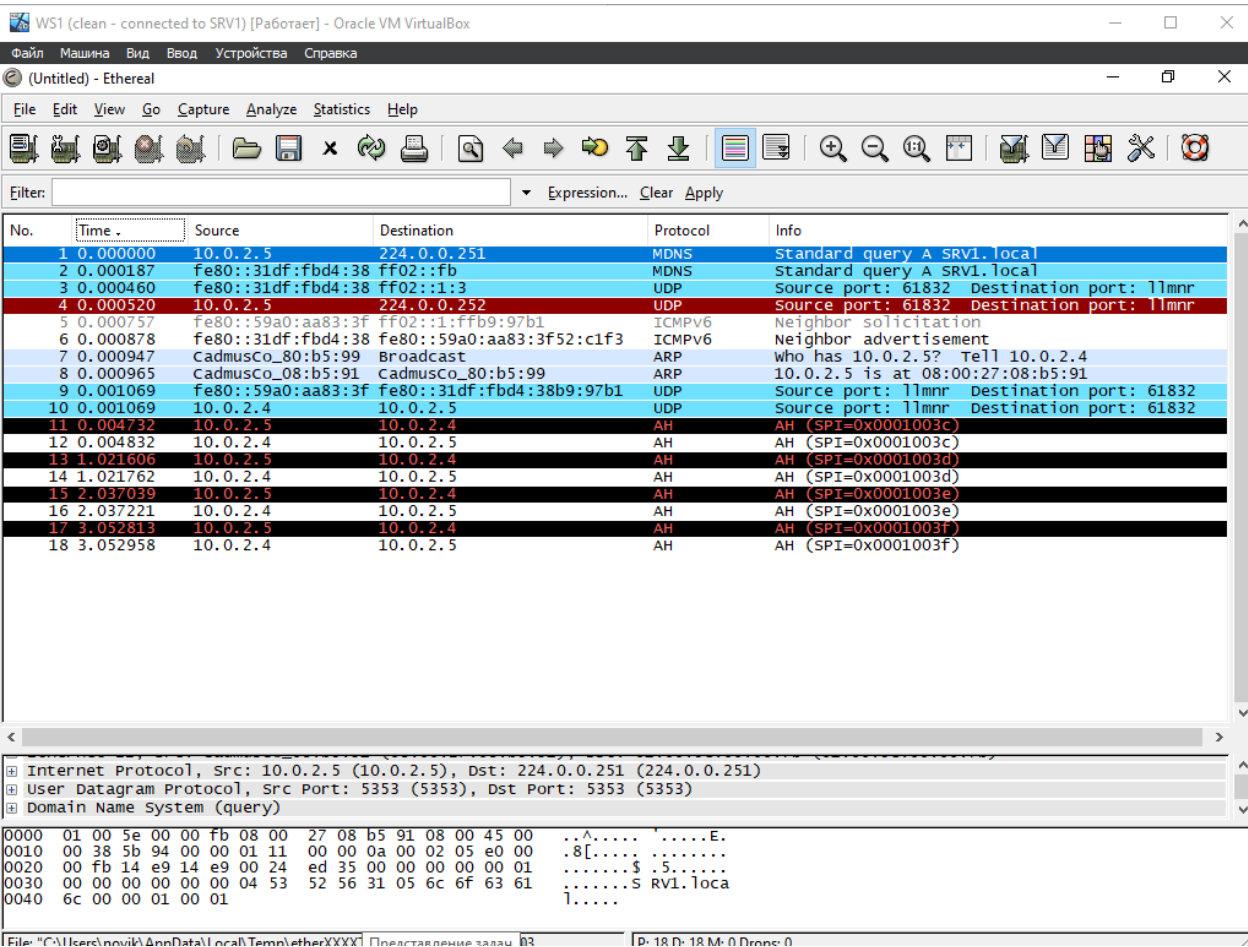 WS1 (clean - connected to SRV1) [Работает] - Oracle VM VirtualBox
Файл Машина Вид Ввод Устройства Справка
(Untitled) - Ethereal
File Edit View Go Capture Analyze Statistics Help
Filter: Expression... Clear Apply
No. Time Source Destination Protocol Info
1 0.000000 10.0.2.5 224.0.0.251 MDNS Standard query A SRV1.local
2 0.000187 fe80::31df:fbd4:38 ff02::fb MDNS Standard query A SRV1.local
3 0.000460 fe80::31df:fbd4:38 ff02::1:3 UDP Source port: 61832 Destination port: llmnr
4 0.000520 10.0.2.5 224.0.0.252 UDP Source port: 61832 Destination port: llmnr
5 0.000757 fe80::59a0:aa83:3f ff02::1:ffb9:97b1 ICMPv6 Neighbor solicitation
6 0.000878 fe80::31df:fbd4:38 fe80::59a0:aa83:3f52:c1f3 ICMPv6 Neighbor advertisement
7 0.000947 CadmusCo_80:b5:99 Broadcast ARP Who has 10.0.2.5? Tell 10.0.2.4
8 0.000965 CadmusCo_08:b5:91 CadmusCo_80:b5:99 ARP 10.0.2.5 is at 08:00:27:08:b5:91
9 0.001069 fe80::59a0:aa83:3f fe80::31df:fbd4:38b9:97b1 UDP Source port: llmnr Destination port: 61832
10 0.001069 10.0.2.4 10.0.2.5 UDP Source port: llmnr Destination port: 61832
11 0.004732 10.0.2.5 10.0.2.4 AH AH (SPI=0x0001003c)
12 0.004832 10.0.2.4 10.0.2.5 AH AH (SPI=0x0001003c)
13 1.021606 10.0.2.5 10.0.2.4 AH AH (SPI=0x0001003d)
14 1.021762 10.0.2.4 10.0.2.5 AH AH (SPI=0x0001003d)
15 2.037039 10.0.2.5 10.0.2.4 AH AH (SPI=0x0001003e)
16 2.037221 10.0.2.4 10.0.2.5 AH AH (SPI=0x0001003e)
17 3.052813 10.0.2.5 10.0.2.4 AH AH (SPI=0x0001003f)
18 3.052958 10.0.2.4 10.0.2.5 AH AH (SPI=0x0001003f)
Internet Protocol, Src: 10.0.2.5 (10.0.2.5), Dst: 224.0.0.251 (224.0.0.251)
User Datagram Protocol, Src Port: 5353 (5353), Dst Port: 5353 (5353)
Domain Name System (query)
0000 01 00 5e 00 00 fb 08 00 27 08 b5 91 08 00 45 00 ..^..... '.....E.
0010 00 38 5b 94 00 00 01 11 00 00 0a 00 02 05 e0 00 .8[..... ........
0020 00 fb 14 e9 14 e9 00 24 ed 35 00 00 00 00 00 01 .......$ .5......
0030 00 00 00 00 00 00 04 53 52 56 31 05 6c 6f 63 61 .......S RV1.loca
0040 6c 00 00 01 00 01 l.....
File: "C:\Users\novik\AppData\Local\Temp\etherXXXXT Представление задач 03 P: 18 D: 18 M: 0 Drops: 0